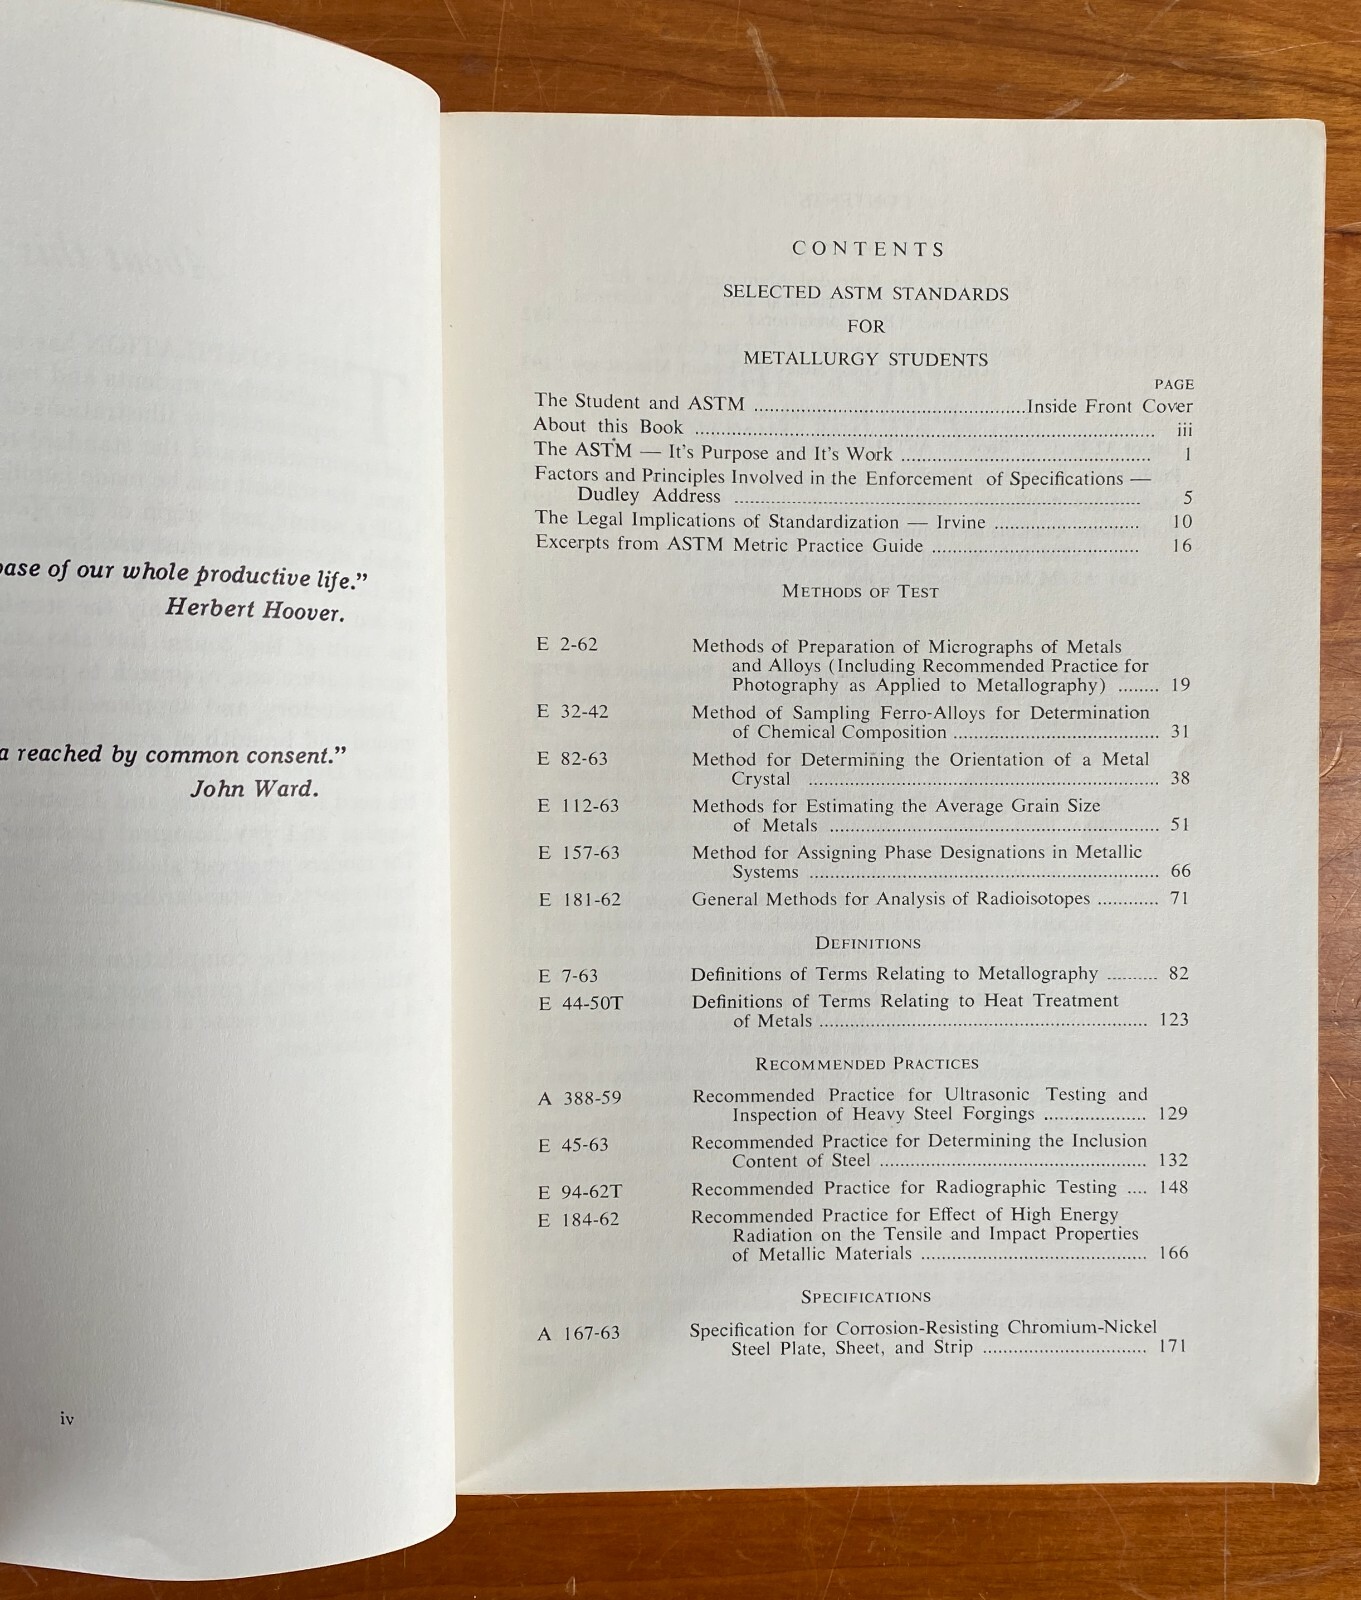 base of our whole productive life.”
Herbert Hoover.
a reached by common consent.”
John Ward.
iv
CONTENTS
SELECTED ASTM STANDARDS
FOR
METALLURGY STUDENTS
PAGE
The Student and ASTM ................................................Inside Front Cover
About this Book ................................................ iii
The ASTM — It's Purpose and It's Work ................................................ 1
Factors and Principles Involved in the Enforcement of Specifications —
Dudley Address ................................................ 5
The Legal Implications of Standardization — Irvine ............................ 10
Excerpts from ASTM Metric Practice Guide ........................................ 16
METHODS OF TEST
E 2-62 Methods of Preparation of Micrographs of Metals
and Alloys (Including Recommended Practice for
Photography as Applied to Metallography) ........ 19
E 32-42 Method of Sampling Ferro-Alloys for Determination
of Chemical Composition ........................................ 31
E 82-63 Method for Determining the Orientation of a Metal
Crystal ................................................ 38
E 112-63 Methods for Estimating the Average Grain Size
of Metals ................................................ 51
E 157-63 Method for Assigning Phase Designations in Metallic
Systems ................................................ 66
E 181-62 General Methods for Analysis of Radioisotopes ............ 71
DEFINITIONS
E 7-63 Definitions of Terms Relating to Metallography .......... 82
E 44-50T Definitions of Terms Relating to Heat Treatment
of Metals ................................................ 123
RECOMMENDED PRACTICES
A 388-59 Recommended Practice for Ultrasonic Testing and
Inspection of Heavy Steel Forgings .................... 129
E 45-63 Recommended Practice for Determining the Inclusion
Content of Steel ................................................ 132
E 94-62T Recommended Practice for Radiographic Testing .... 148
E 184-62 Recommended Practice for Effect of High Energy
Radiation on the Tensile and Impact Properties
of Metallic Materials ............................................ 166
SPECIFICATIONS
A 167-63 Specification for Corrosion-Resisting Chromium-Nickel
Steel Plate, Sheet, and Strip ................................ 171